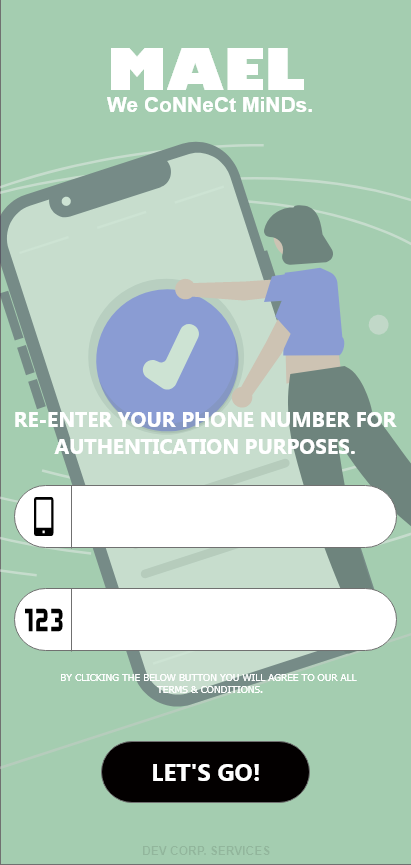 MAEL
We CoNNeCt MiNDs.
RE-ENTER YOUR PHONE NUMBER FOR
AUTHENTICATION PURPOSES.
123
BY CLICKING THE BELOW BUTTON YOU WILL AGREE TO OUR ALL
TERMS & CONDITIONS.
LET'S GO!
DEV CORP. SERVICES